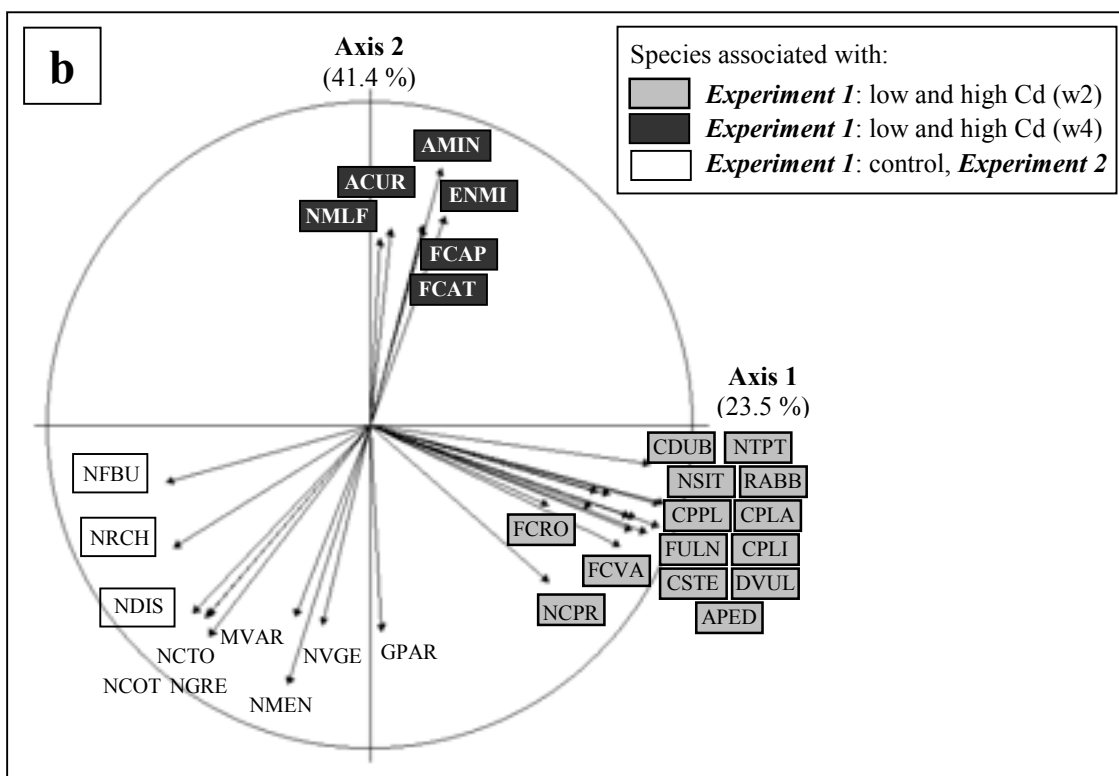 b
Axis 2
(41.4 %)
Species associated with:
Experiment 1: low and high Cd (w2)
Experiment 1: low and high Cd (w4)
Experiment 1: control, Experiment 2
AMIN
ACUR
ENMI
NMLF
FCAP
FCAT
Axis 1
(23.5 %)
CDUB NTPT
NFBU
NSIT RABB
CPPL CPLA
FCRO
NRCH
FULN CPLI
FCVA
CSTE DVUL
NDIS
NCPR
APED
MVAR
NCTO
NVGE
GPAR
NCOT NGRE
NMEN